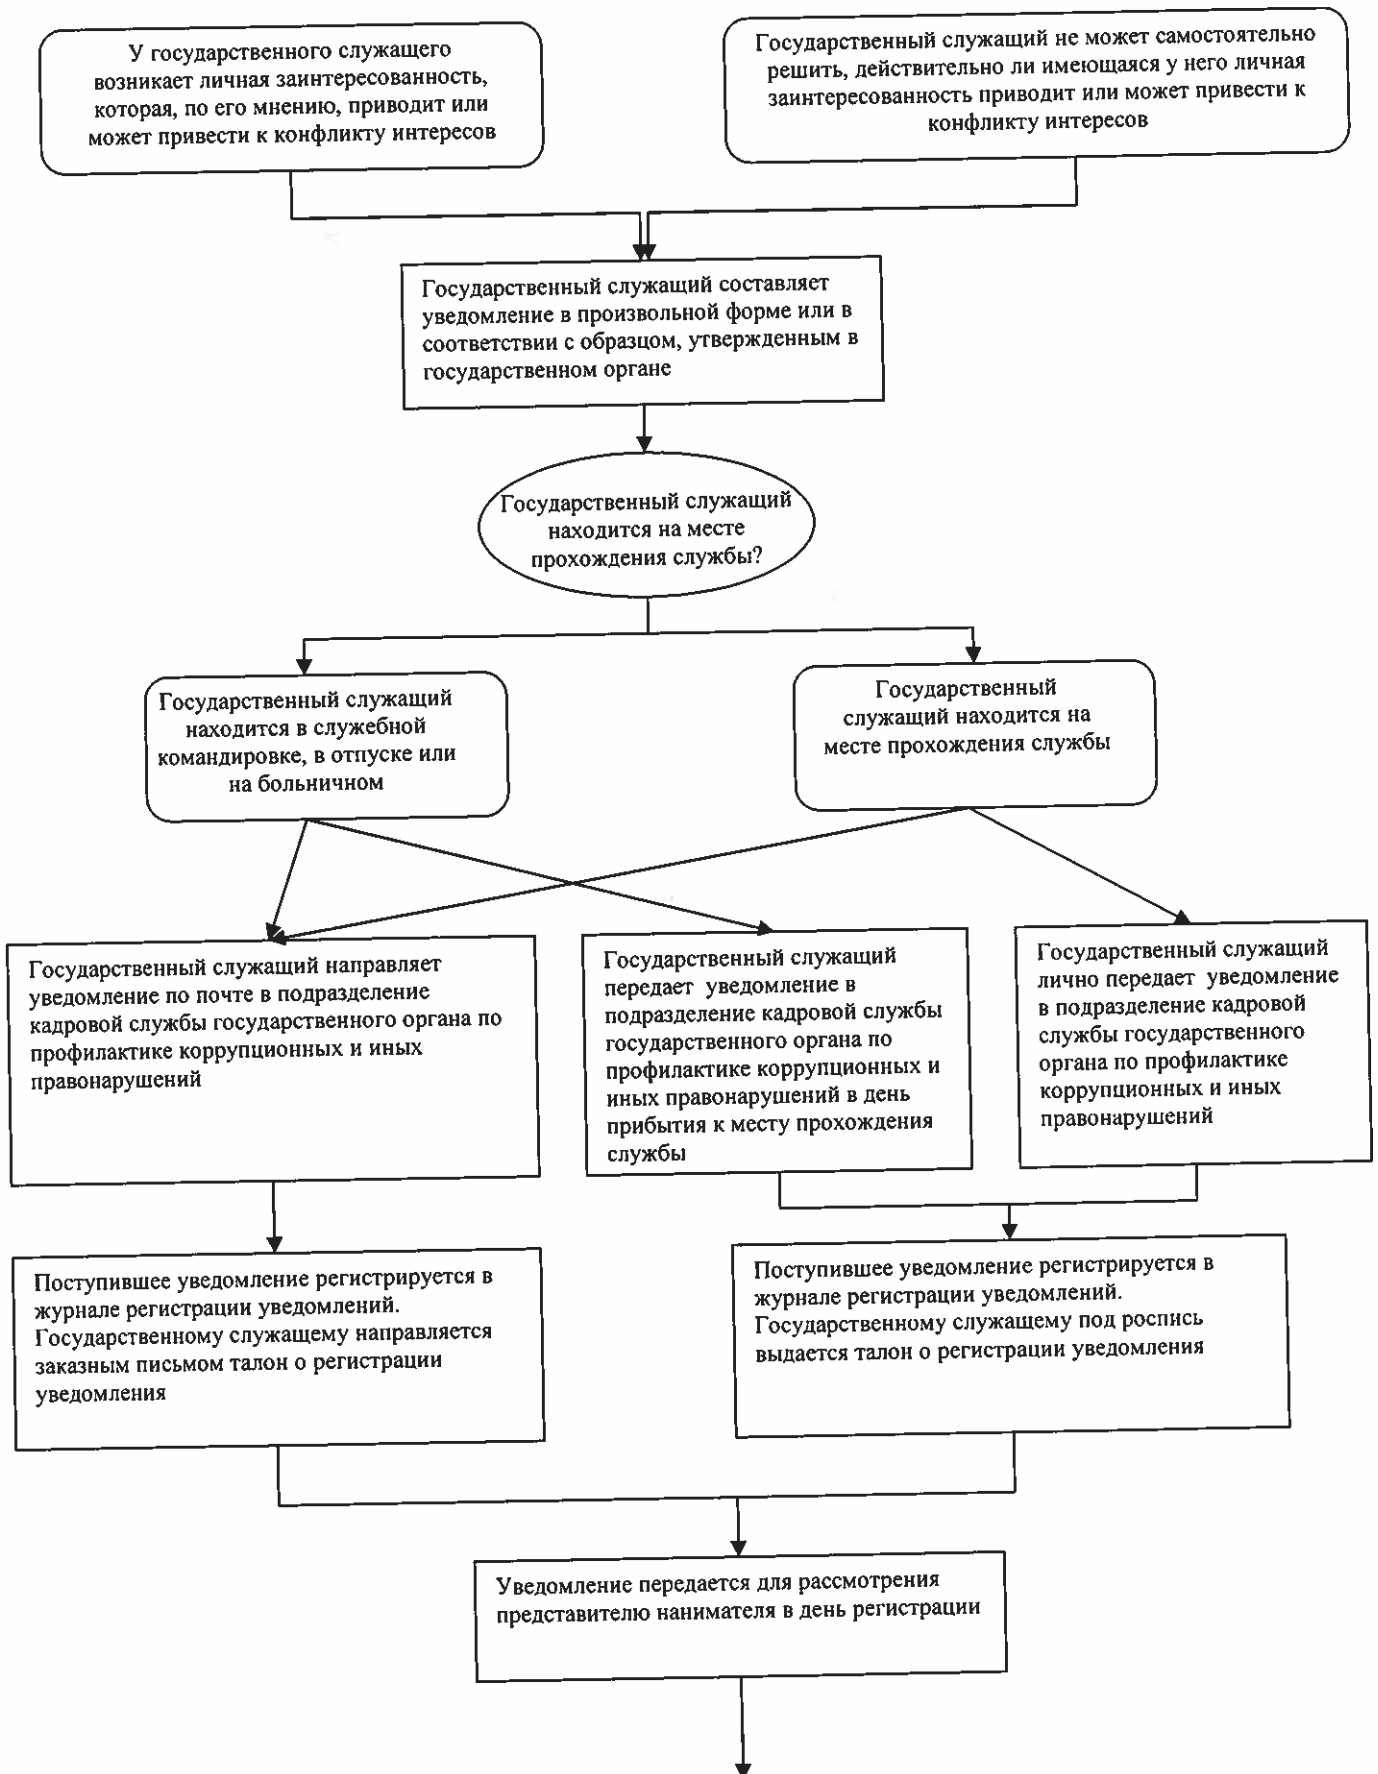 У государственного служащего
возникает личная заинтересованность,
которая, по его мнению, приводит или
может привести к конфликту интересов
Государственный служащий не может самостоятельно
решить, действительно ли имеющаяся у него личная
заинтересованность приводит или может привести к
конфликту интересов
Государственный служащий составляет
уведомление в произвольной форме или в
соответствии с образцом, утвержденным в
государственном органе
Государственный служащий
находится на месте
прохождения службы?
Государственный служащий
находится в служебной
командировке, в отпуске или
на больничном
Государственный
служащий находится на
месте прохождения службы
Государственный служащий направляет
уведомление по почте в подразделение
кадровой службы государственного органа по
профилактике коррупционных и иных
правонарушений
Государственный служащий
передает уведомление в
подразделение кадровой службы
государственного органа по
профилактике коррупционных и
иных правонарушений в день
прибытия к месту прохождения
службы
Государственный служащий
лично передает уведомление
в подразделение кадровой
службы государственного
органа по профилактике
коррупционных и иных
правонарушений
Поступившее уведомление регистрируется в
журнале регистрации уведомлений.
Государственному служащему направляется
заказным письмом талон о регистрации
уведомления
Поступившее уведомление регистрируется в
журнале регистрации уведомлений.
Государственному служащему под роспись
выдается талон о регистрации уведомления
Уведомление передается для рассмотрения
представителю нанимателя в день регистрации